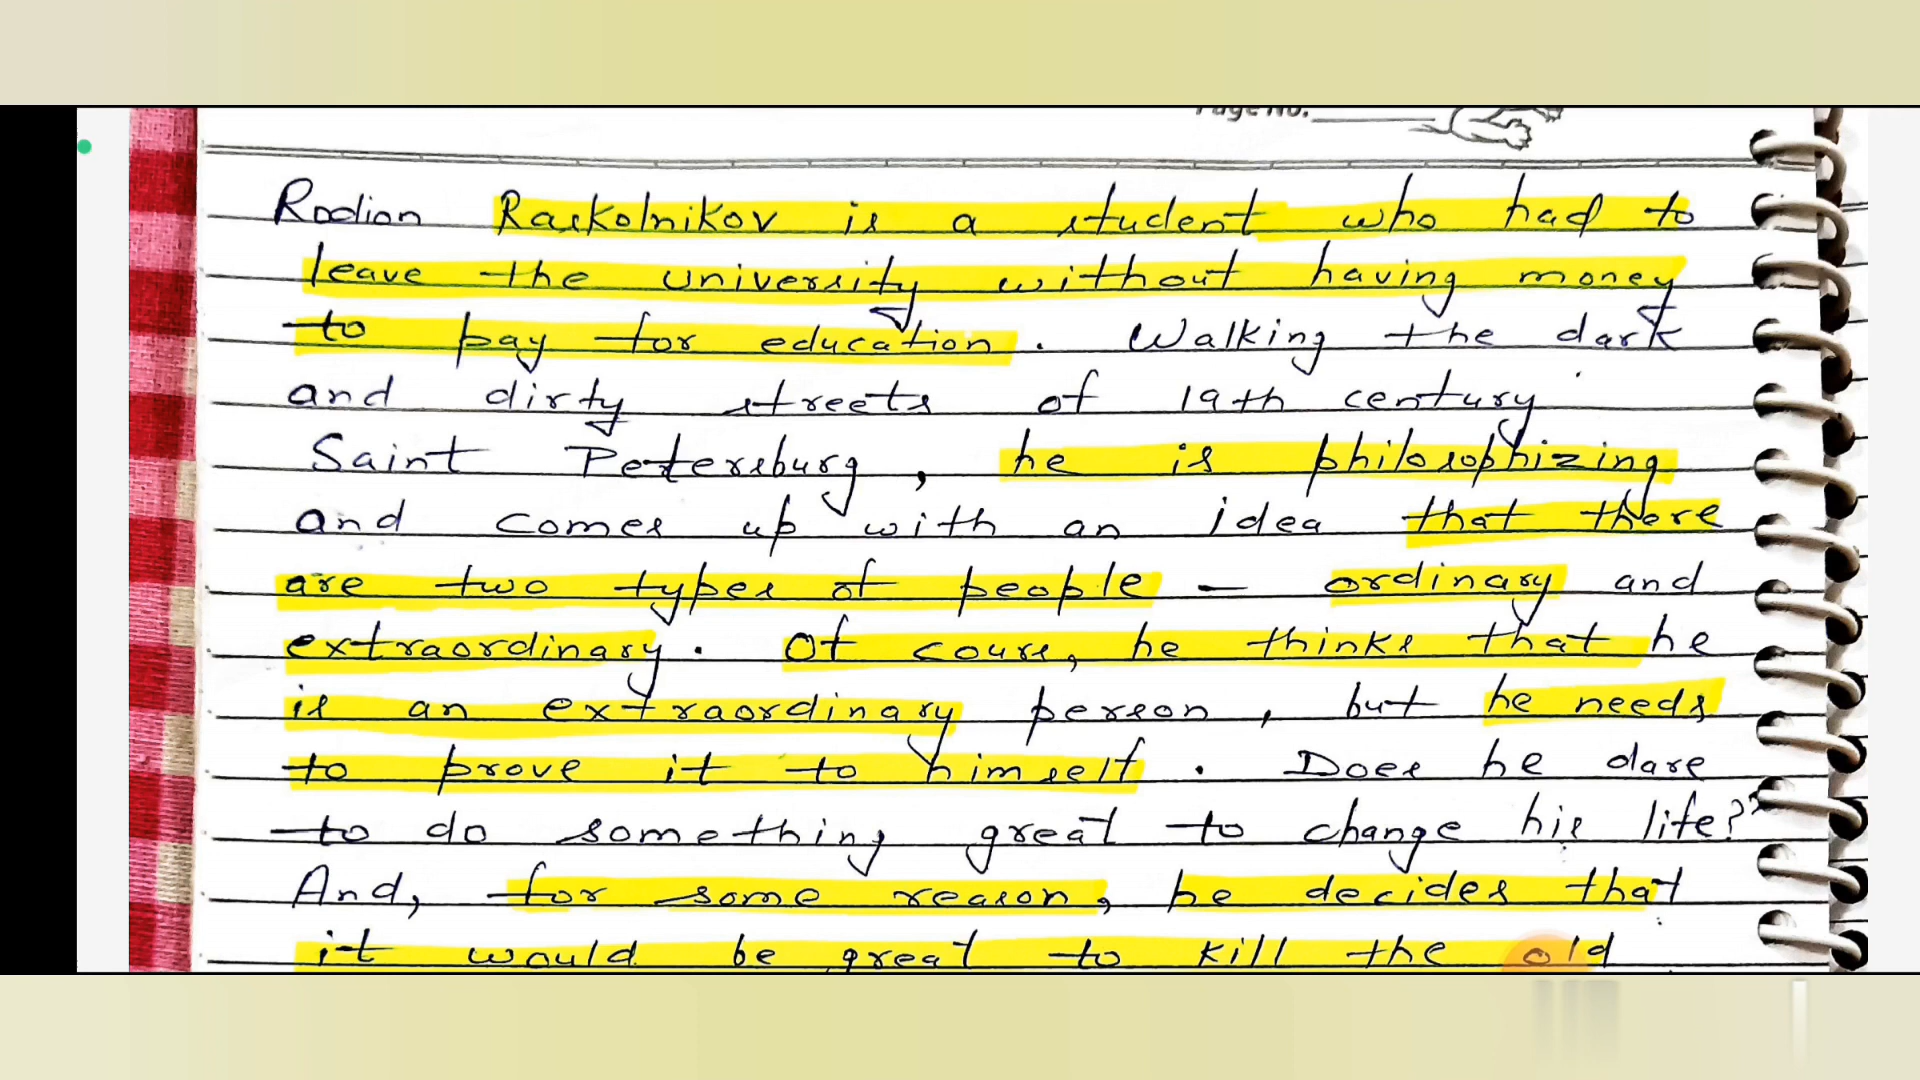 Page No.
Rodian Raskolnikov is a student who had to
leave the university without having money
to pay for education. Walking the dark
and dirty streets of 19th century
Saint Petersburg, he is philosophizing
and comes up with an idea that there
are two types of people - ordinary and
extraordinary. Of course, he thinks that he
is an extraordinary person, but he needs
to prove it to himself. Does he dare
to do something great to change his life??
And, for some reason, he decides that
it would be great to kill the old